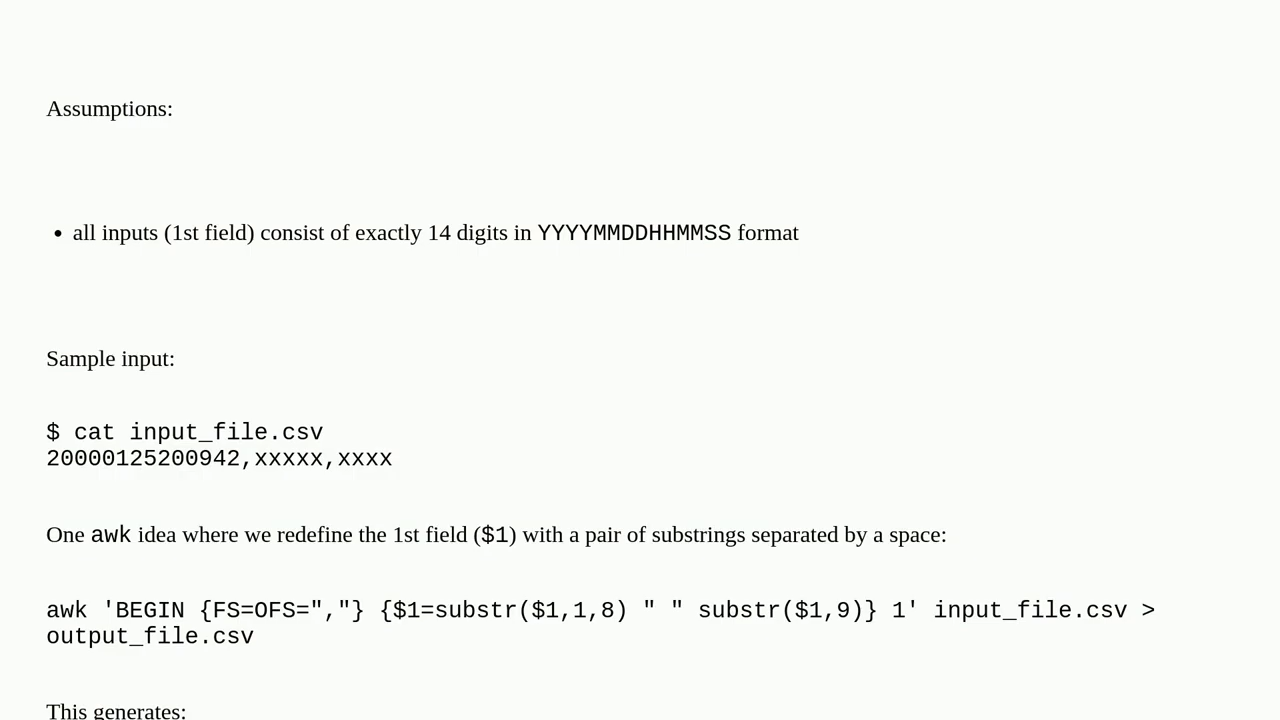 Assumptions:
• all inputs (1st field) consist of exactly 14 digits in YYYYMMDDHHMMSS format
Sample input:
$ cat input_file.csv
20000125200942,xxxxx,xxxx
One awk idea where we redefine the 1st field ($1) with a pair of substrings separated by a space:
awk 'BEGIN {FS=OFS=","} {$1=substr($1,1,8) " " substr($1,9)} 1' input_file.csv >
output_file.csv
This generates: